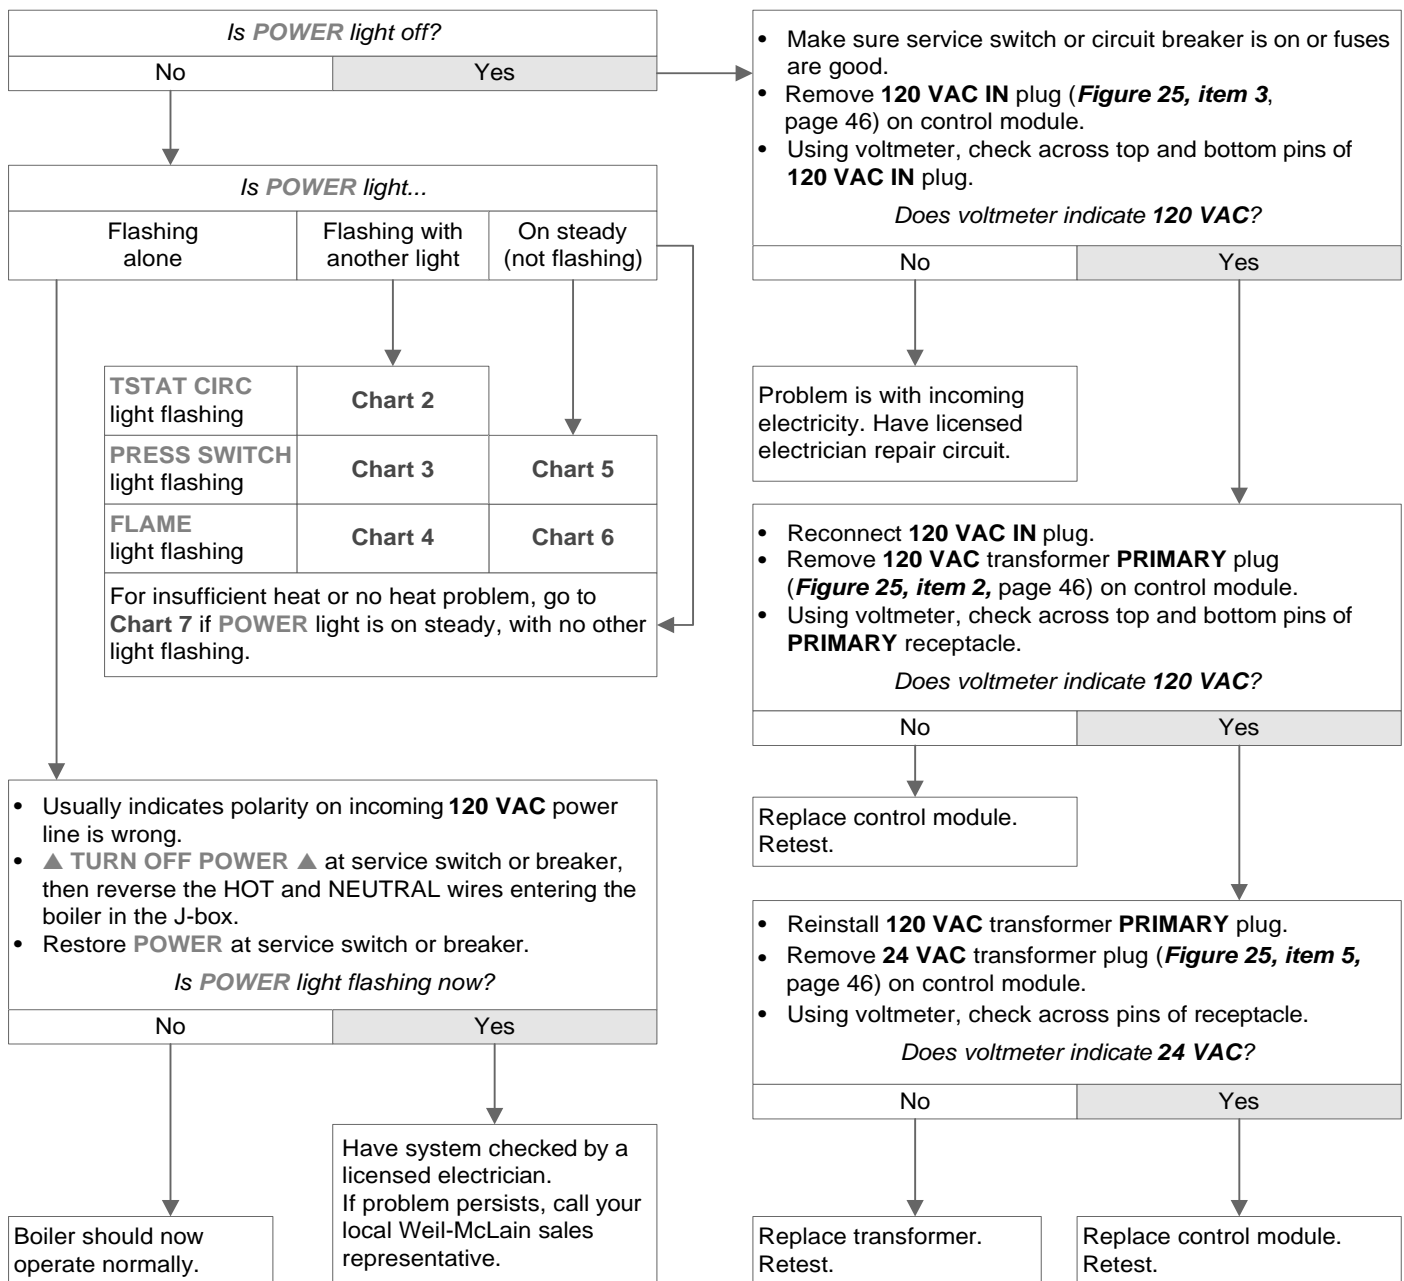 Is POWER light off?
No
Yes
Is POWER light...
Flashing
alone
Flashing with
another light
On steady
(not flashing)
TSTAT CIRC
light flashing
Chart 2
PRESS SWITCH
light flashing
Chart 3
Chart 5
FLAME
light flashing
Chart 4
Chart 6
For insufficient heat or no heat problem, go to
Chart 7 if POWER light is on steady, with no other
light flashing.
• Usually indicates polarity on incoming 120 VAC power
line is wrong.
• ▲ TURN OFF POWER ▲ at service switch or breaker,
then reverse the HOT and NEUTRAL wires entering the
boiler in the J-box.
• Restore POWER at service switch or breaker.
Is POWER light flashing now?
No
Yes
Boiler should now
operate normally.
Have system checked by a
licensed electrician.
If problem persists, call your
local Weil-McLain sales
representative.
• Make sure service switch or circuit breaker is on or fuses
are good.
• Remove 120 VAC IN plug (Figure 25, item 3,
page 46) on control module.
• Using voltmeter, check across top and bottom pins of
120 VAC IN plug.
Does voltmeter indicate 120 VAC?
No
Yes
Problem is with incoming
electricity. Have licensed
electrician repair circuit.
• Reconnect 120 VAC IN plug.
• Remove 120 VAC transformer PRIMARY plug
(Figure 25, item 2, page 46) on control module.
• Using voltmeter, check across top and bottom pins of
PRIMARY receptacle.
Does voltmeter indicate 120 VAC?
No
Yes
Replace control module.
Retest.
• Reinstall 120 VAC transformer PRIMARY plug.
• Remove 24 VAC transformer plug (Figure 25, item 5,
page 46) on control module.
• Using voltmeter, check across pins of receptacle.
Does voltmeter indicate 24 VAC?
No
Yes
Replace transformer.
Retest.
Replace control module.
Retest.